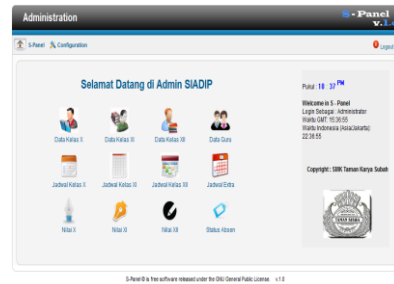 Administration
S - Panel
S-Panel Configuration
Logout
Selamat Datang di Admin SIADIP
Data Kelas X Data Kelas XI Data Kelas XII Data Guru
Jadwal Kelas X Jadwal Kelas XI Jadwal Kelas XII Jadwal Extra
Nilai X Nilai XI Nilai XII Status Absen
Pukul : 10 37 PM
Welcome in S - Panel
Login Sebagai : Administrator
Waktu GMT: 15:36:55
Waktu Indonesia (Asia/Jakarta):
22:36:55
Copyright : SMK Taman Karya Subah
S-Panel © is free software released under the GNU General Public License v 1.0